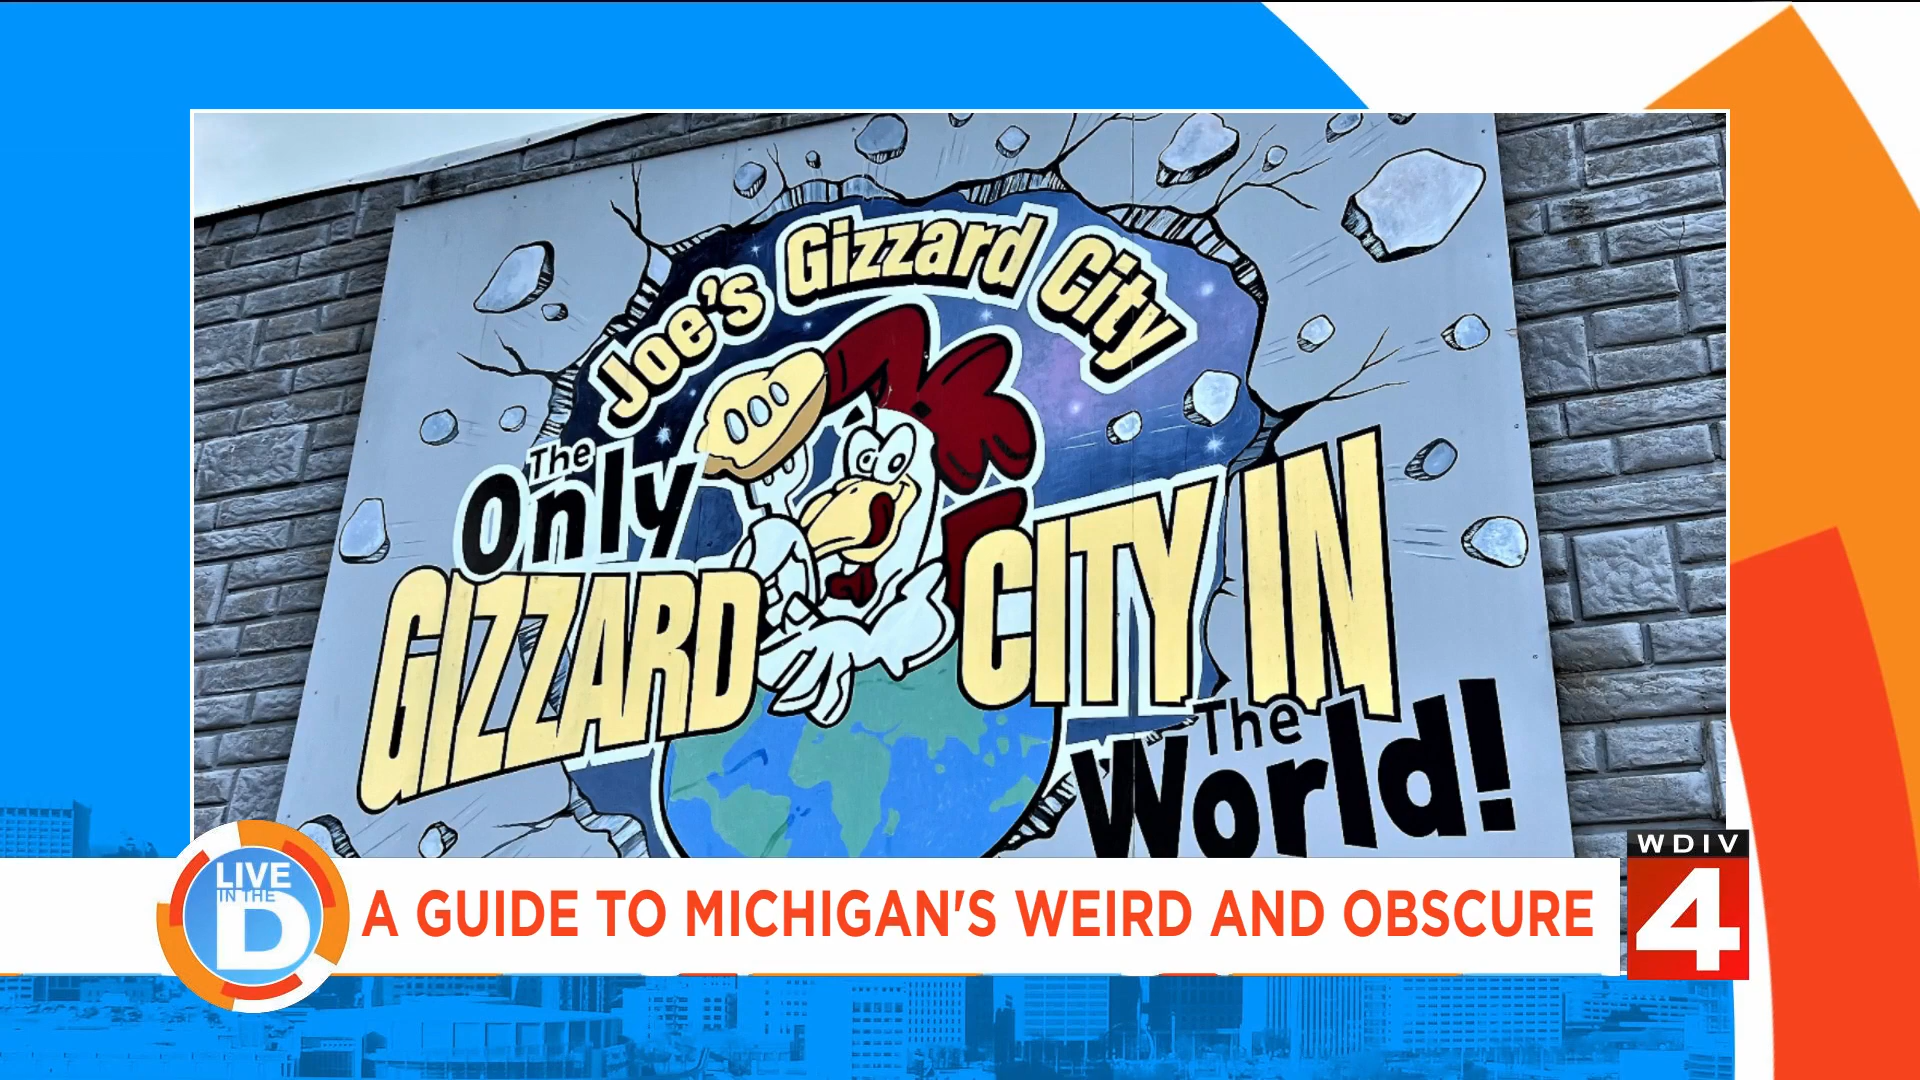 Joe's Gizzard City
The
Only
GIZZARD
CITY IN
The
World!
LIVE
IN THE
D
A GUIDE TO MICHIGAN'S WEIRD AND OBSCURE
WDIV
4